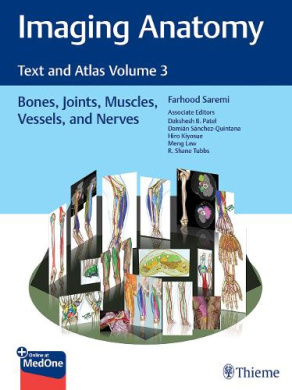 Imaging Anatomy
Text and Atlas Volume 3
Bones, Joints, Muscles,
Vessels, and Nerves
Farhood Saremi
Associate Editors
Dakshesh B. Patel
Damián Sánchez-Quintana
Hiro Kiyosue
Meng Law
R. Shane Tubbs
Online at
MedOne
Thieme